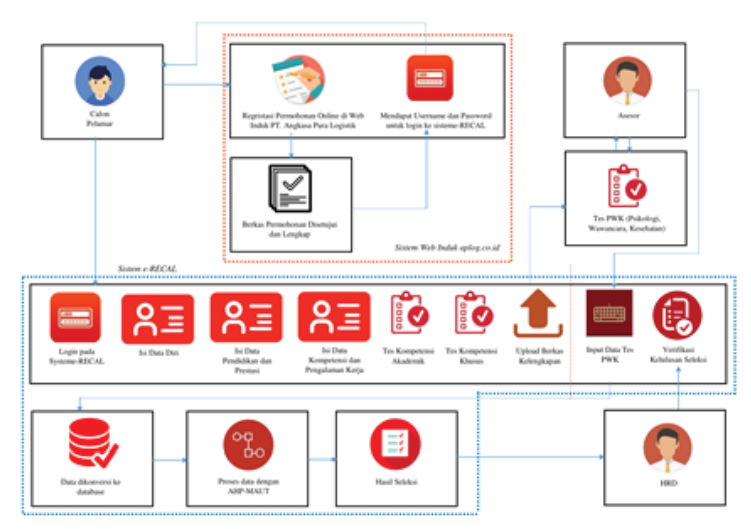 Calon
Pelamar
Regristasi Permohonan Online di Web
Induk PT. Angkasa Pura Logistik
Mendapat Username dan Password
untuk login ke sisteme-RECAL
Asesor
Berkas Permohonan Disetujui
dan Lengkap
Sistem Web Induk aplog.co.id
Tes PWK (Psikologi,
Wawancara, Kesehatan)
Sistem e-RECAL
Login pada
Systeme-RECAL
Isi Data Diri
Isi Data
Pendidikan dan
Prestasi
Isi Data
Kompetensi dan
Pengalaman Kerja
Tes Kompetensi
Akademik
Tes Kompetensi
Khusus
Upload Berkas
Kelengkapan
Input Data Tes
PWK
Verifikasi
Kelulusan Seleksi
Data dikonversi ke
database
Proses data dengan
AHP-MAUT
Hasil Seleksi
HRD